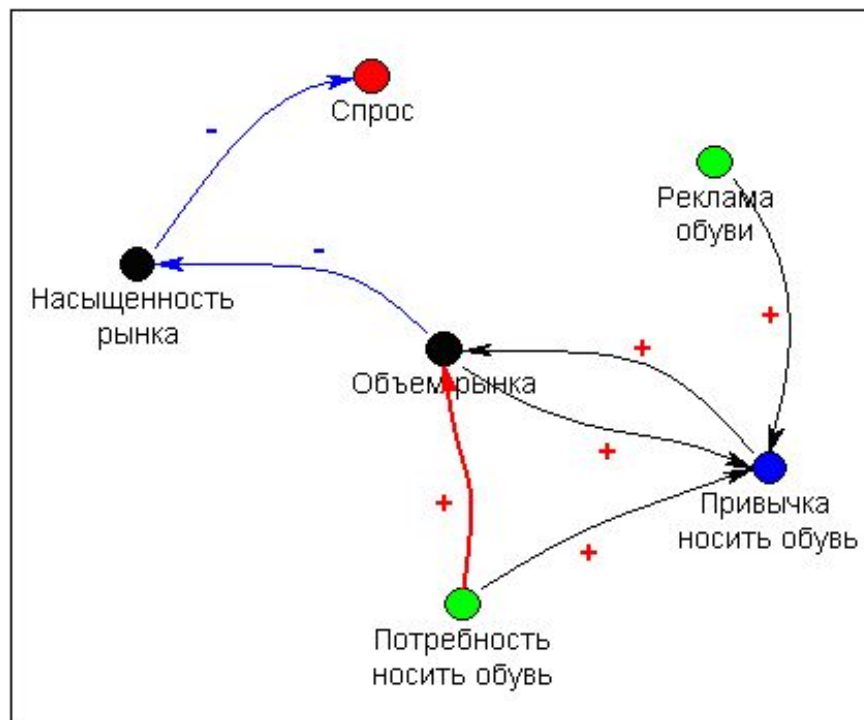 Спрос
-
Реклама
обуви
-
Насыщенность
рынка
+
+
Объем рынка
+
+
Привычка
носить обувь
+
Потребность
носить обувь